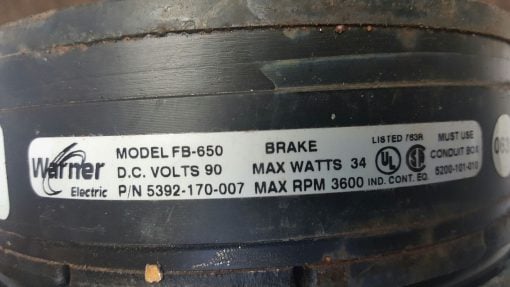 Warner
Electric
MODEL FB-650
D.C. VOLTS 90
P/N 5392-170-007
BRAKE
MAX WATTS 34
MAX RPM 3600
LISTED 763R
UL
IND. CONT. EQ.
MUST USE
CONDUIT BOX
5200-101-010